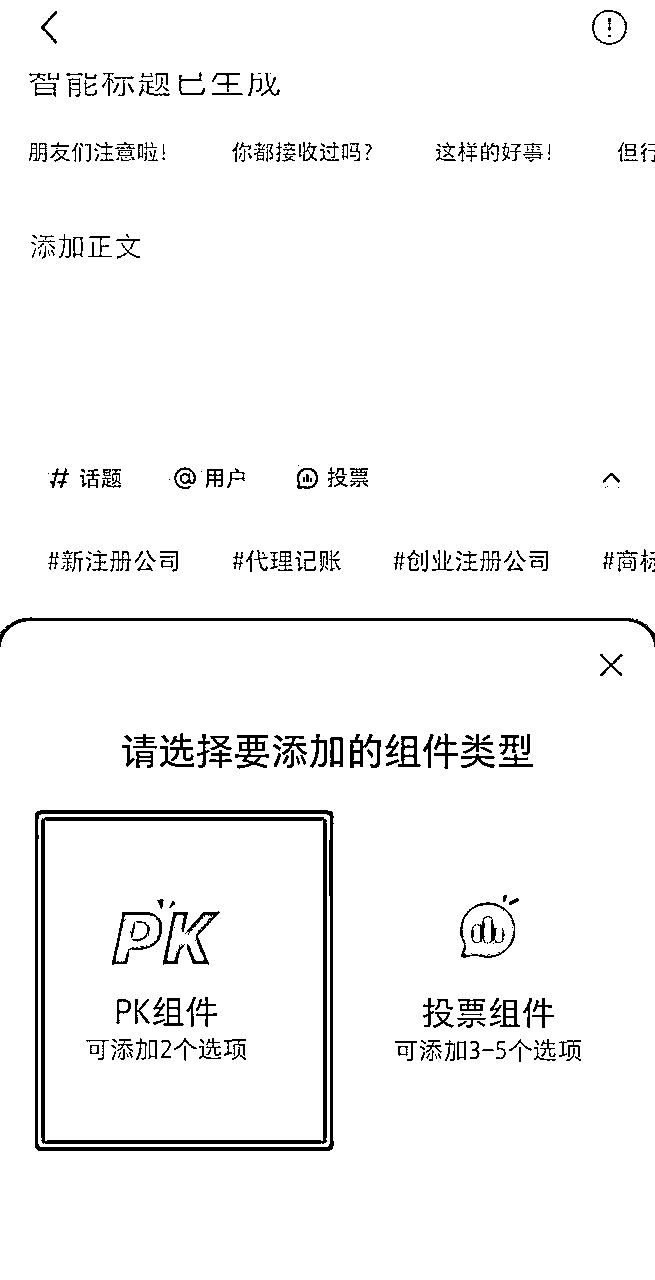 智能标题已生成
朋友们注意啦! 你都接收过吗? 这样的好事! 但行
添加正文
# 话题 @ 用户 投票
#新注册公司 #代理记账 #创业注册公司 #商标
请选择要添加的组件类型
PK
PK组件 投票组件
可添加2个选项 可添加3-5个选项